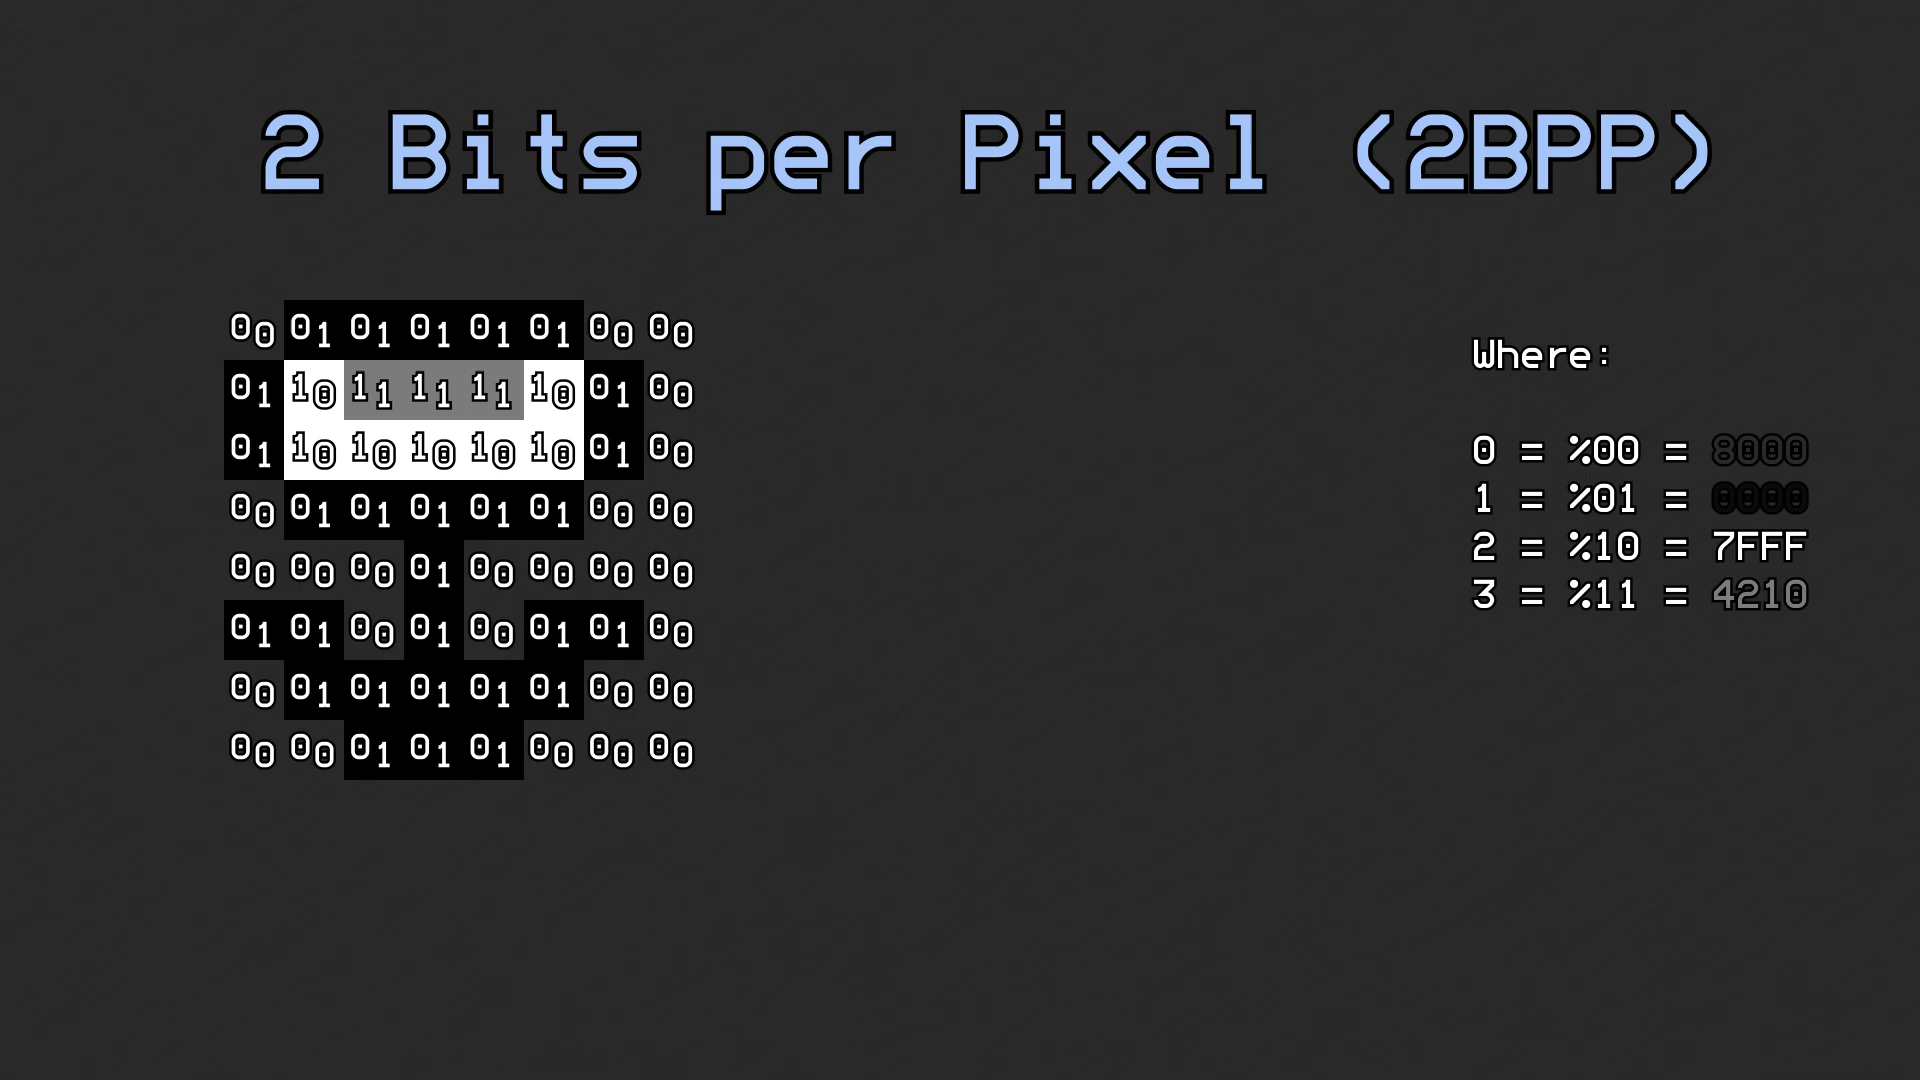 2 Bits per Pixel (2BPP)
00 01 01 01 01 01 00 00
01 10 11 11 11 10 01 00
01 10 10 10 10 10 01 00
00 01 01 01 01 01 00 00
00 00 00 01 00 00 00 00
01 01 00 01 00 01 01 00
00 01 01 01 01 01 00 00
00 00 01 01 01 00 00 00
Where:
0 = %00 = 8000
1 = %01 = 0000
2 = %10 = 7FFF
3 = %11 = 4210